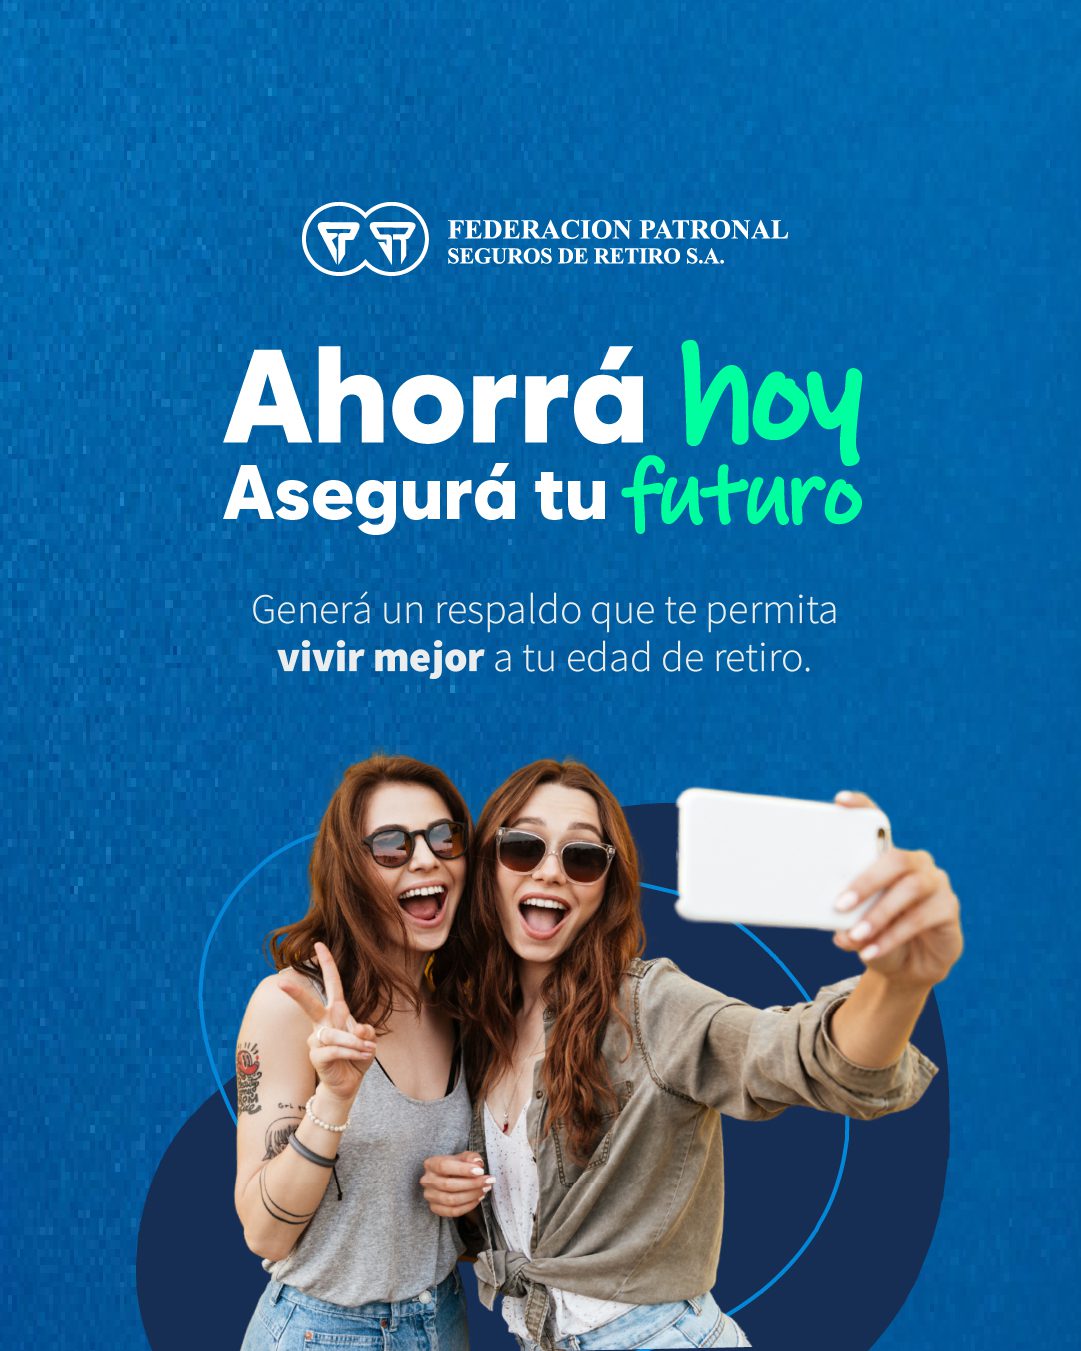 FEDERACION PATRONAL
SEGUROS DE RETIRO S.A.
Ahorrá hoy
Asegurá tu futuro
Generá un respaldo que te permita
vivir mejor a tu edad de retiro.